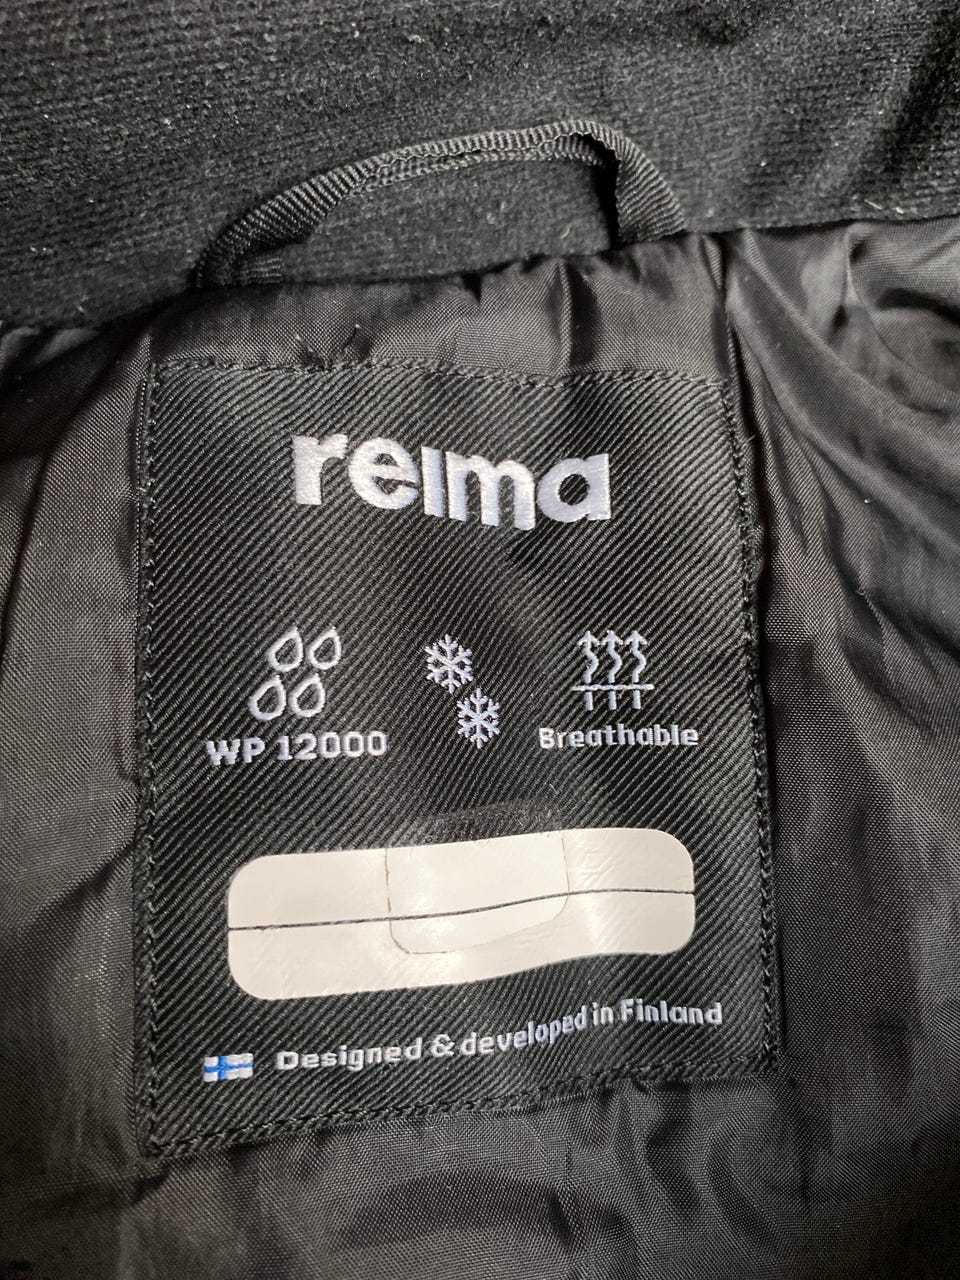 reima
WP 12000
Breathable
Designed & developed in Finland